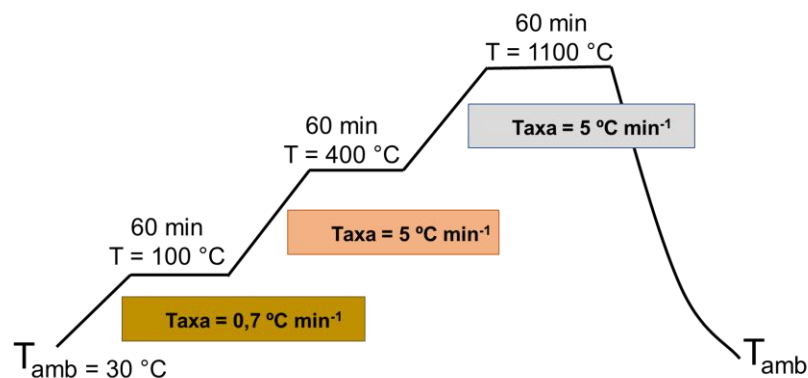 60 min
T = 1100 °C
Taxa = 5 ºC min⁻¹
60 min
T = 400 °C
Taxa = 5 ºC min⁻¹
60 min
T = 100 °C
Taxa = 0,7 ºC min⁻¹
Tamb = 30 °C
Tamb